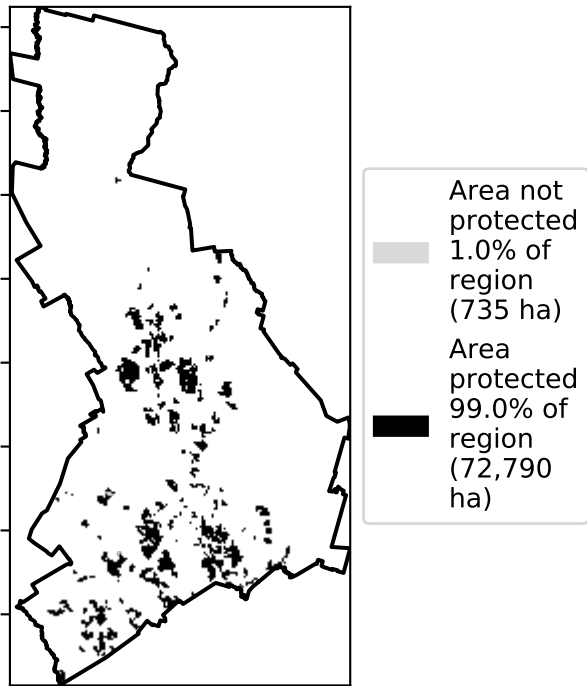 Area not
protected
1.0% of
region
(735 ha)
Area
protected
99.0% of
region
(72,790
ha)